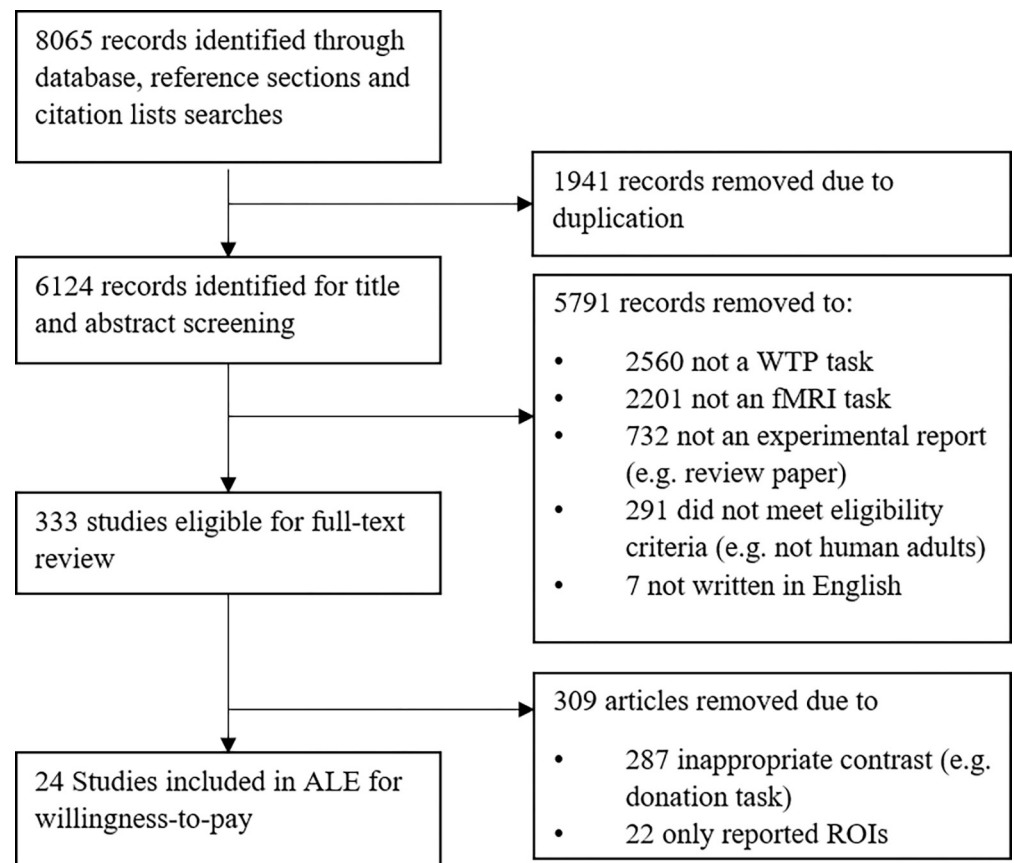 8065 records identified through
database, reference sections and
citation lists searches
1941 records removed due to
duplication
6124 records identified for title
and abstract screening
5791 records removed to:
• 2560 not a WTP task
• 2201 not an fMRI task
• 732 not an experimental report
(e.g. review paper)
• 291 did not meet eligibility
criteria (e.g. not human adults)
• 7 not written in English
333 studies eligible for full-text
review
309 articles removed due to
• 287 inappropriate contrast (e.g.
donation task)
• 22 only reported ROIs
24 Studies included in ALE for
willingness-to-pay